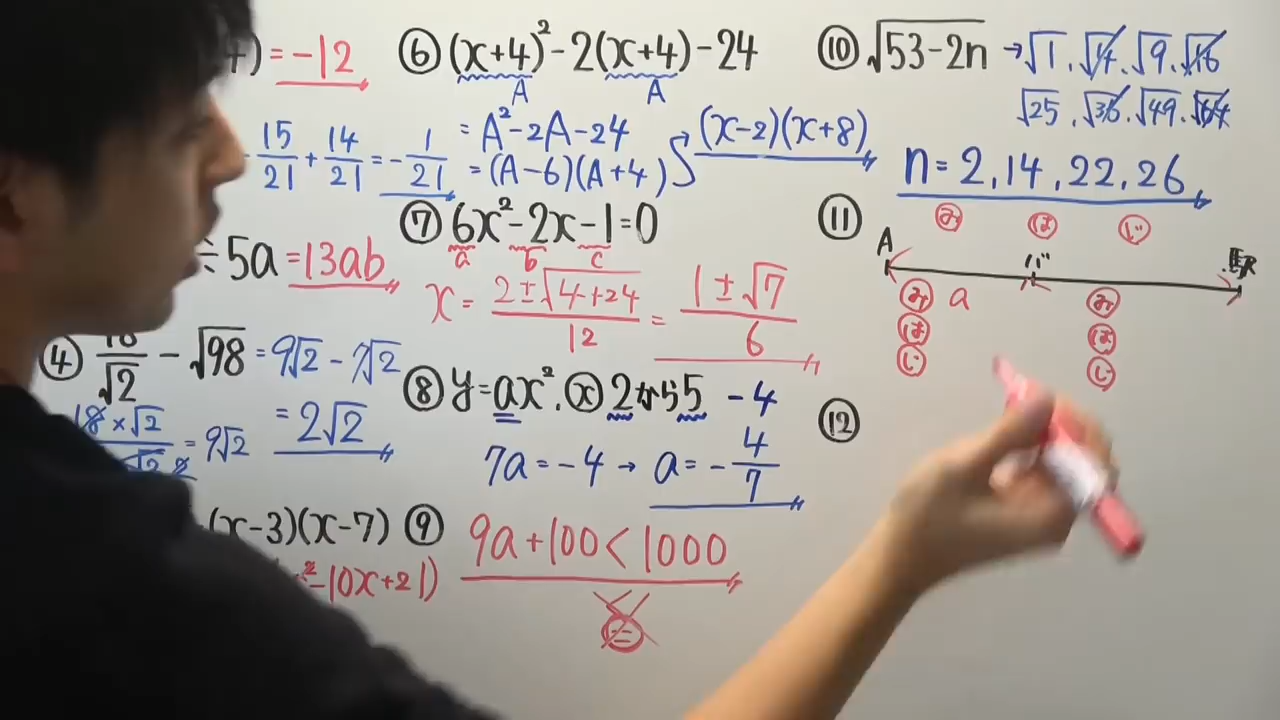 +) = -12
- 15/21 + 14/21 = - 1/21
÷5a = 13ab
④ 18/√2 - √98 = 9√2 - 7√2
= 2√2
18×√2 = 9√2
(x-3)(x-7)
-10x+21)
⑥ (x+4)² - 2(x+4) - 24
A A
= A² - 2A - 24
= (A-6)(A+4)
(x-2)(x+8)
⑦ 6x² - 2x - 1 = 0
a b c
x = 2±√4+24 / 12 = 1±√7 / 6
⑧ y=ax². ⓧ 2から5 -4
7a = -4 → a = - 4/7
⑨ 9a+100<1000
=
⑩ √53-2n → √1. √4. √9. √16
√25. √36. √49. √64
n = 2. 14. 22. 26
⑪ み は じ
A バ 駅
み a み
は は
じ じ
⑫